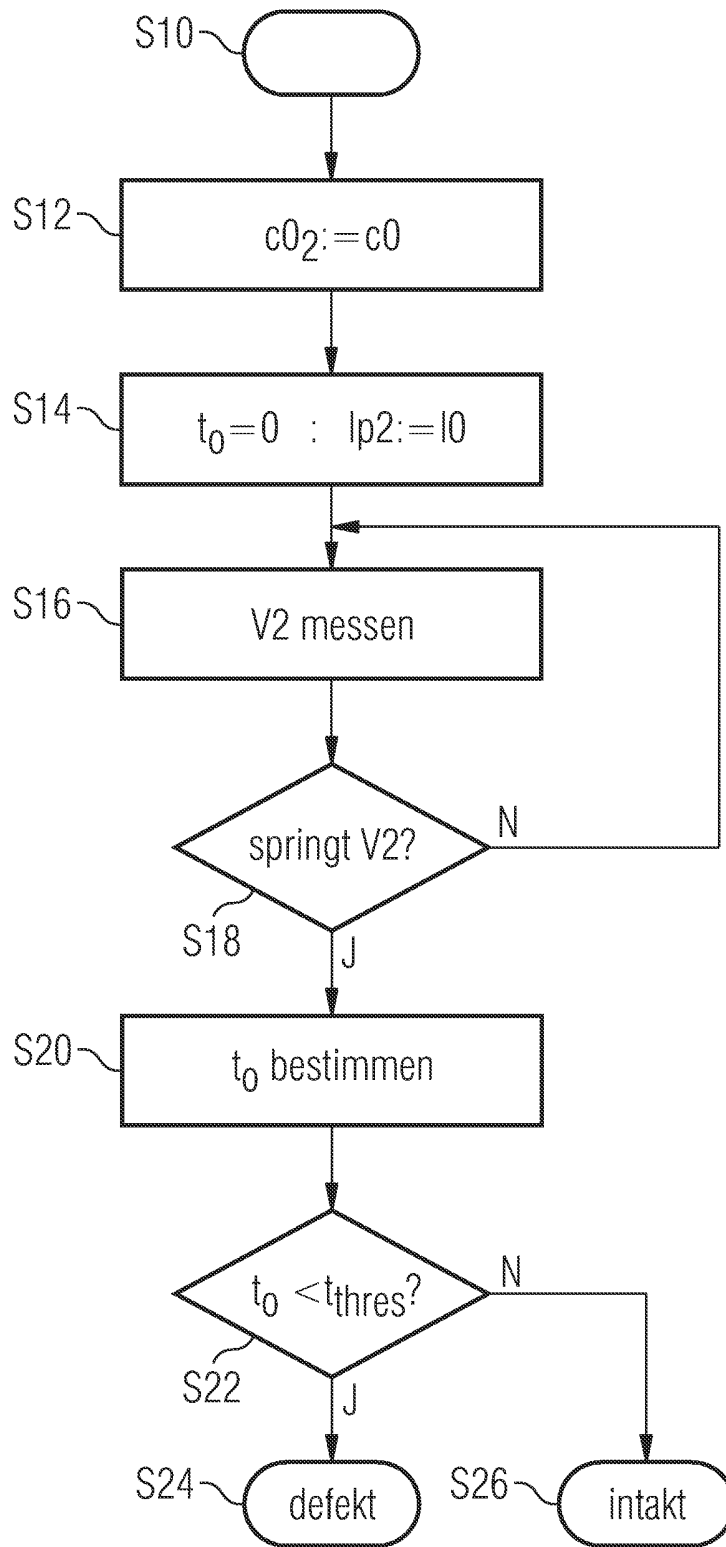 S10
S12
c0₂:=c0
S14
t₀=0 : Ip2:=I0
S16
V2 messen
springt V2?
N
S18
J
S20
t₀ bestimmen
t₀ <t_thres?
N
S22
J
S24
defekt
S26
intakt